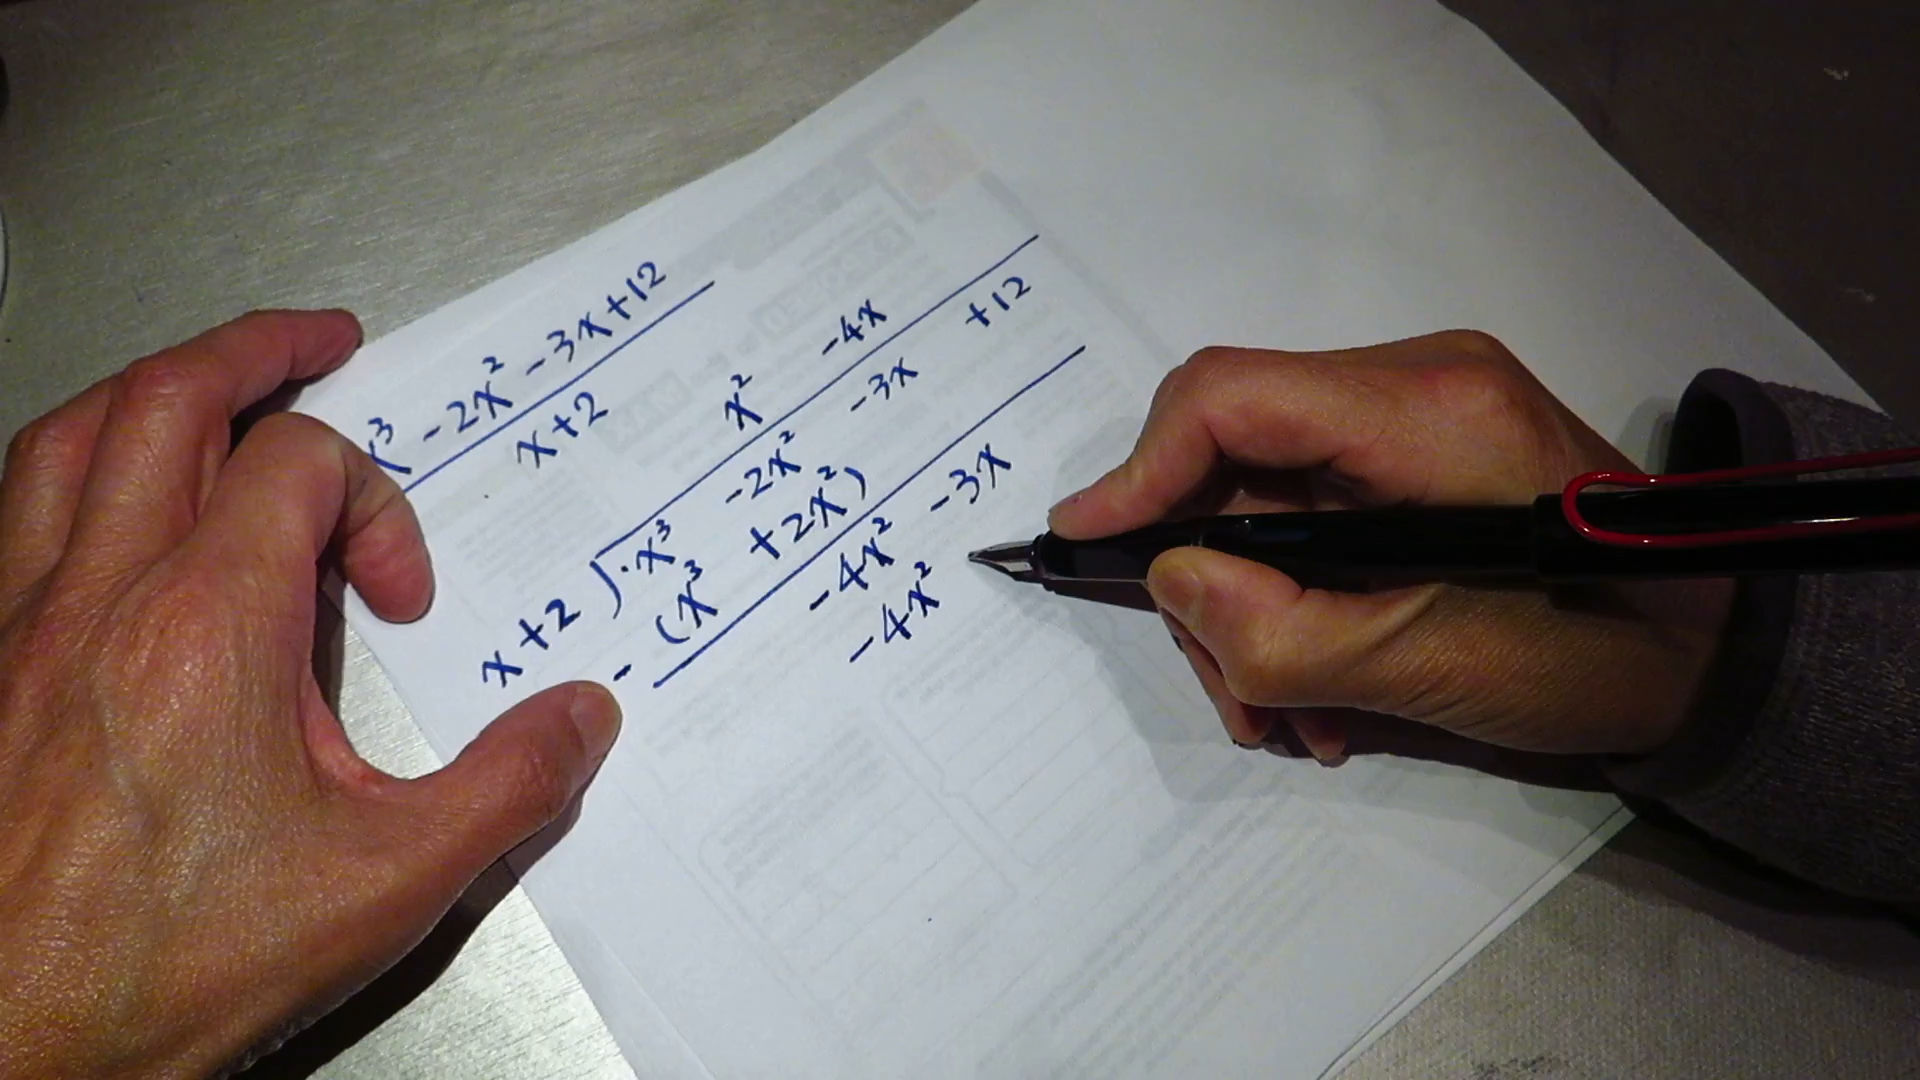 x³ - 2x² - 3x + 12
x + 2
x² - 4x
x + 2 ) x³ - 2x² - 3x + 12
- (x³ + 2x²)
- 4x² - 3x
- 4x²